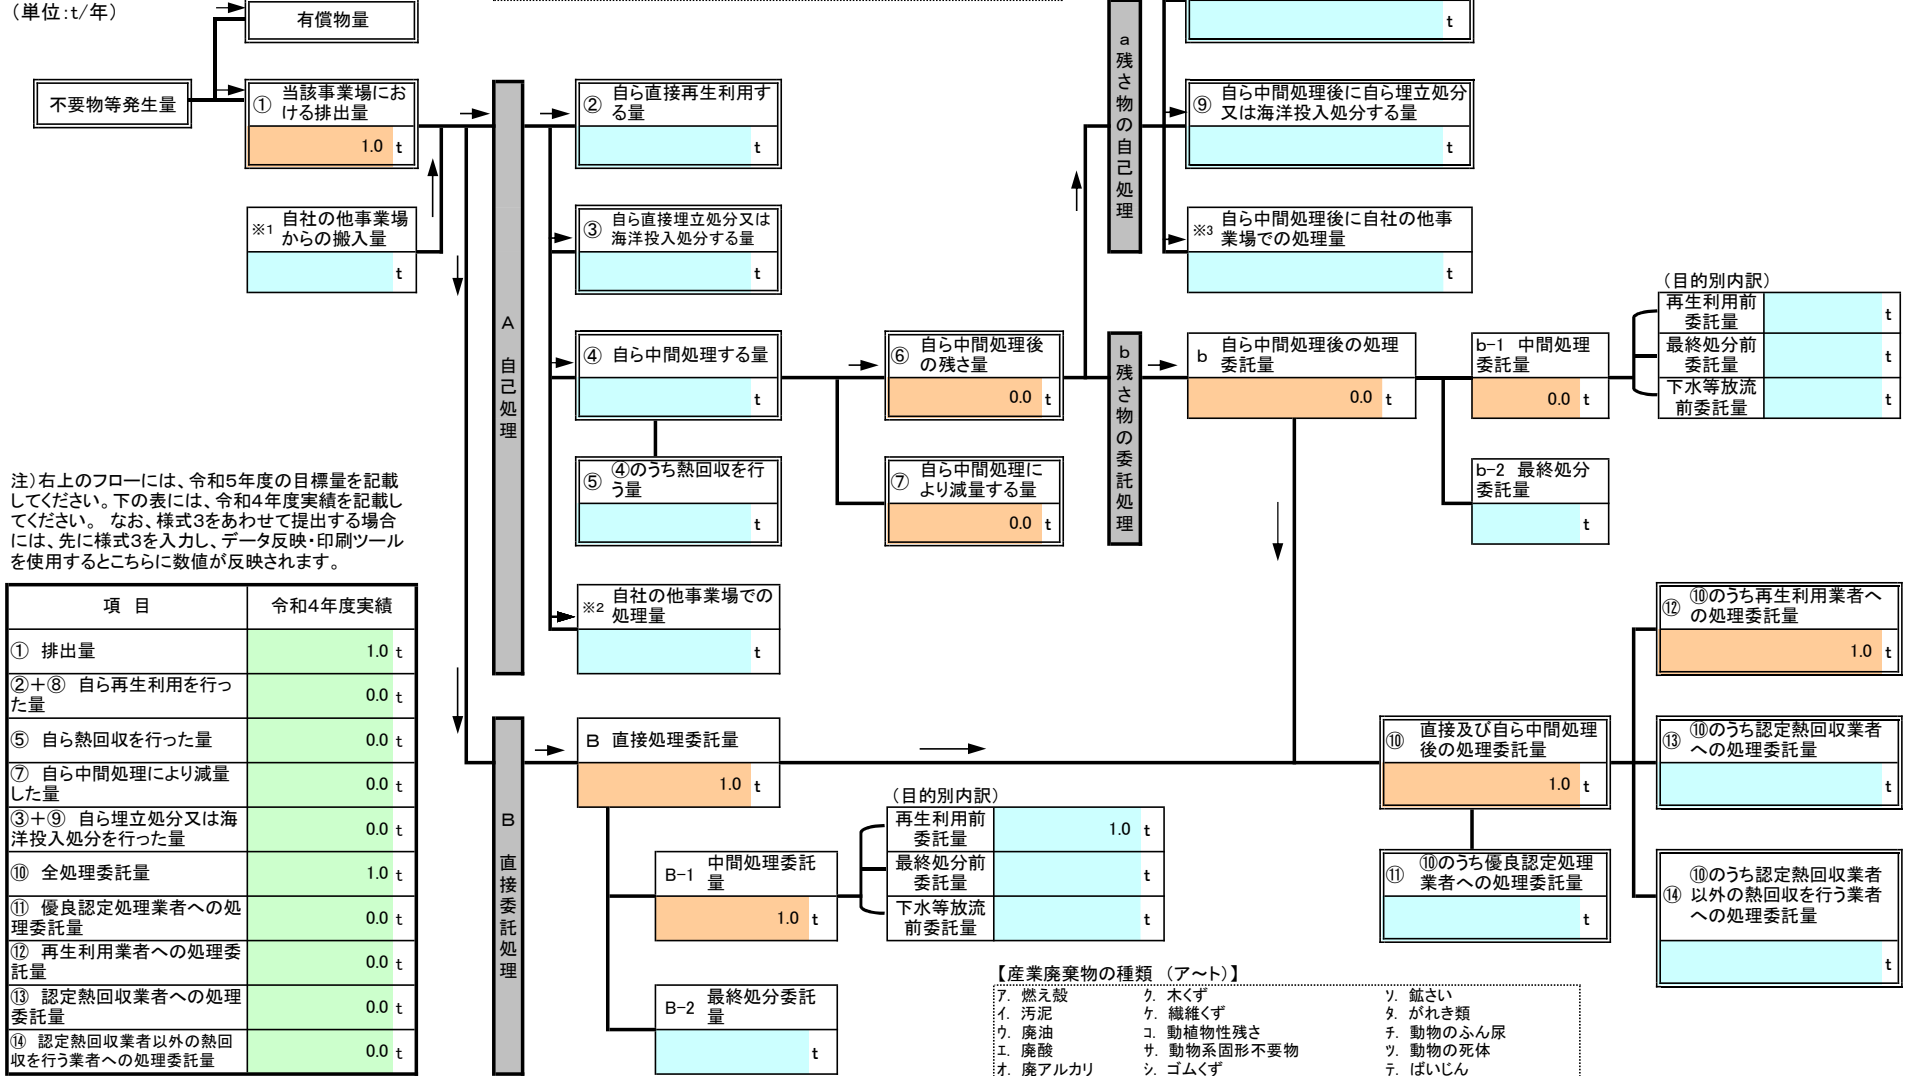 （単位：t/年）
有償物量
t
不要物等発生量
① 当該事業場にお
ける排出量
1.0 t
※1 自社の他事業場
からの搬入量
t
A 自己処理
② 自ら直接再生利用す
る量
t
③ 自ら直接埋立処分又は
海洋投入処分する量
t
④ 自ら中間処理する量
t
⑤ ④のうち熱回収を行
う量
t
※2 自社の他事業場での
処理量
t
⑥ 自ら中間処理後
の残さ量
0.0 t
⑦ 自ら中間処理に
より減量する量
0.0 t
a 残さ物の自己処理
⑨ 自ら中間処理後に自ら埋立処分
又は海洋投入処分する量
t
※3 自ら中間処理後に自社の他事
業場での処理量
t
b 残さ物の委託処理
b 自ら中間処理後の処理
委託量
0.0 t
b-1 中間処理
委託量
0.0 t
b-2 最終処分
委託量
t
（目的別内訳）
再生利用前
委託量
t
最終処分前
委託量
t
下水等放流
前委託量
t
注）右上のフローには、令和5年度の目標量を記載
してください。下の表には、令和4年度実績を記載し
てください。 なお、様式3をあわせて提出する場合
には、先に様式3を入力し、データ反映・印刷ツール
を使用するとこちらに数値が反映されます。
項 目 令和4年度実績
① 排出量 1.0 t
②＋⑧ 自ら再生利用を行っ
た量 0.0 t
⑤ 自ら熱回収を行った量 0.0 t
⑦ 自ら中間処理により減量
した量 0.0 t
③＋⑨ 自ら埋立処分又は海
洋投入処分を行った量 0.0 t
⑩ 全処理委託量 1.0 t
⑪ 優良認定処理業者への処
理委託量 0.0 t
⑫ 再生利用業者への処理委
託量 0.0 t
⑬ 認定熱回収業者への処理
委託量 0.0 t
⑭ 認定熱回収業者以外の熱回
収を行う業者への処理委託量 0.0 t
B 直接委託処理
B 直接処理委託量
1.0 t
B-1 中間処理委託
量
1.0 t
B-2 最終処分委託
量
t
（目的別内訳）
再生利用前
委託量
1.0 t
最終処分前
委託量
t
下水等放流
前委託量
t
⑩ 直接及び自ら中間処理
後の処理委託量
1.0 t
⑪ ⑩のうち優良認定処理
業者への処理委託量
t
⑫ ⑩のうち再生利用業者へ
の処理委託量
1.0 t
⑬ ⑩のうち認定熱回収業者
への処理委託量
t
⑭ ⑩のうち認定熱回収業者
以外の熱回収を行う業者
への処理委託量
t
【産業廃棄物の種類 （ア～ト）】
ア. 燃え殻 ク. 木くず ソ. 鉱さい
イ. 汚泥 ケ. 繊維くず タ. がれき類
ウ. 廃油 コ. 動植物性残さ チ. 動物のふん尿
エ. 廃酸 サ. 動物系固形不要物 ツ. 動物の死体
オ. 廃アルカリ シ. ゴムくず テ. ばいじん